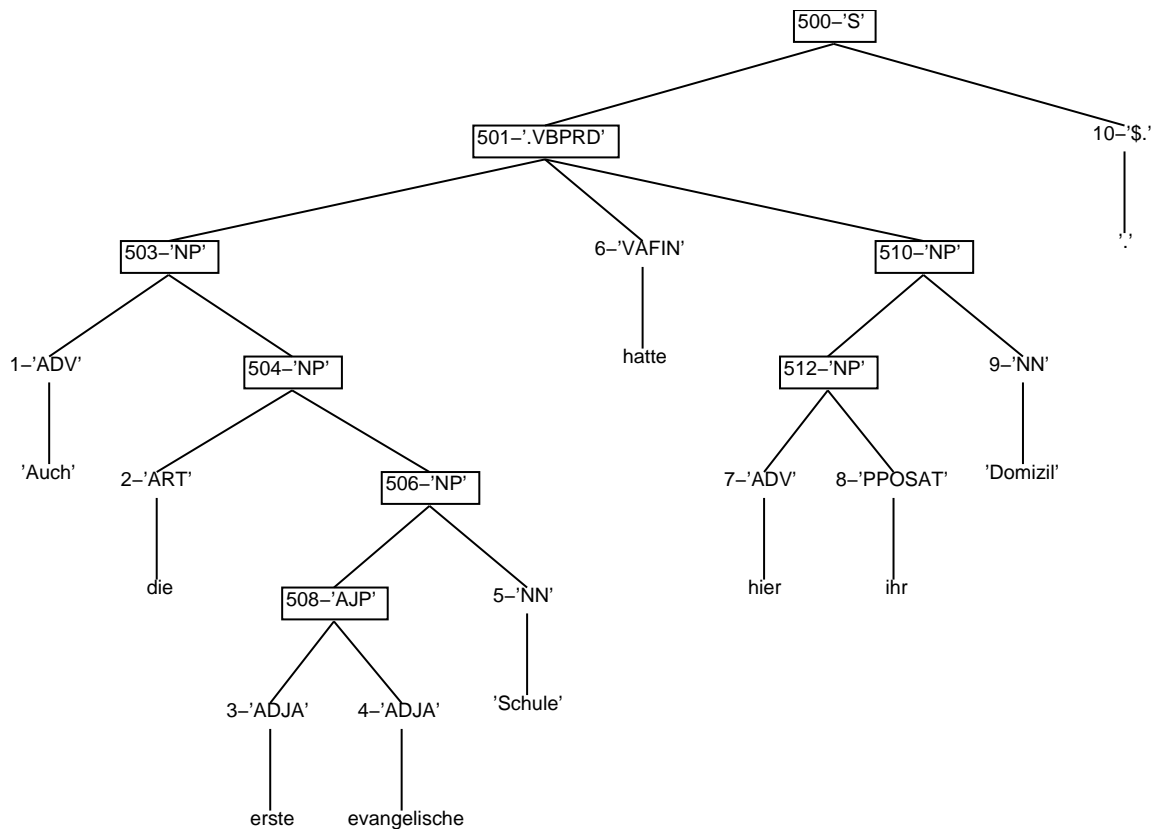 500–'S'
501–'.VBPRD' 10–'$.'
503–'NP' 6–'VAFIN' 510–'NP' '.'
1–'ADV' 504–'NP' hatte 512–'NP' 9–'NN'
'Auch' 2–'ART' 506–'NP' 7–'ADV' 8–'PPOSAT' 'Domizil'
die 508–'AJP' 5–'NN' hier ihr
3–'ADJA' 4–'ADJA' 'Schule'
erste evangelische